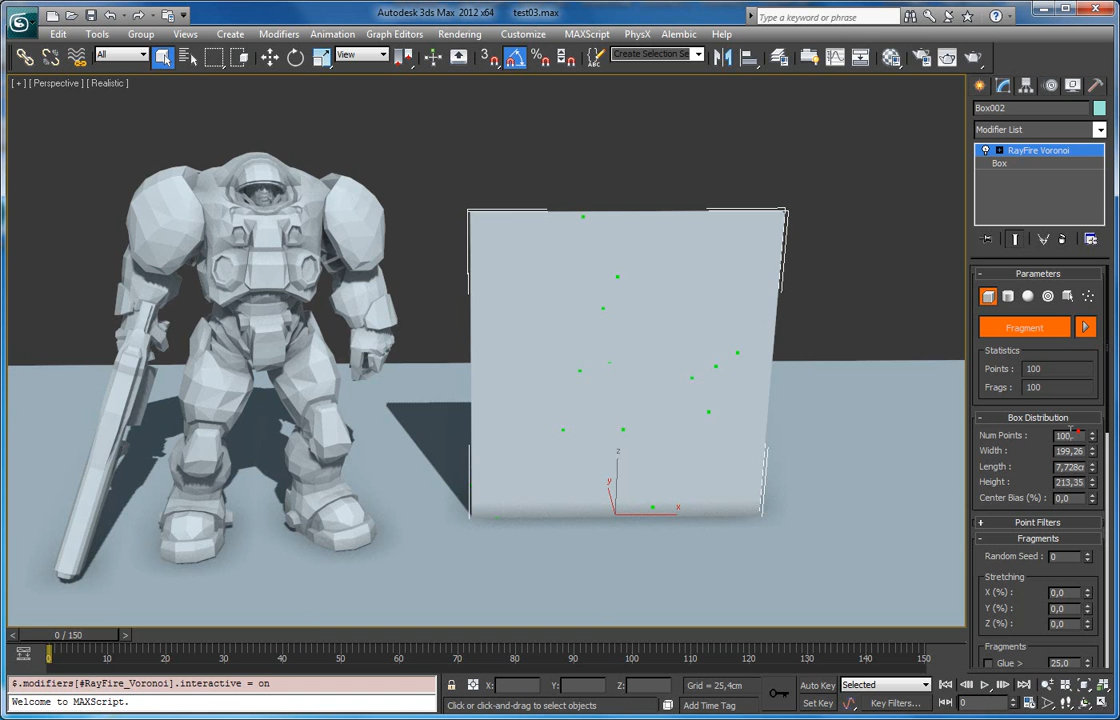 Autodesk 3ds Max 2012 x64 test03.max
Type a keyword or phrase
Edit Tools Group Views Create Modifiers Animation Graph Editors Rendering Customize MAXScript PhysX Alembic Help
All View 3 Create Selection Se
[ + ] [ Perspective ] [ Realistic ]
Box002
Modifier List
RayFire Voronoi
Box
- Parameters
Fragment
Statistics
Points : 100
Frags : 100
- Box Distribution
Num Points : 100,
Width : 199,26
Length : 7,728
Height : 213,35
Center Bias (%) : 0,0
+ Point Filters
- Fragments
Random Seed : 0
Stretching
X (%) : 0,0
Y (%) : 0,0
Z (%) : 0,0
Fragments
Glue > 25,0
z
y
x
< 0 / 150 >
0 10 20 30 40 50 60 70 80 90 100 110 120 130 140 150
$.modifiers[#RayFire_Voronoi].interactive = on
Welcome to MAXScript.
X: Y: Z: Grid = 25,4cm
Click or click-and-drag to select objects
Add Time Tag
Auto Key Selected
Set Key Key Filters...
0